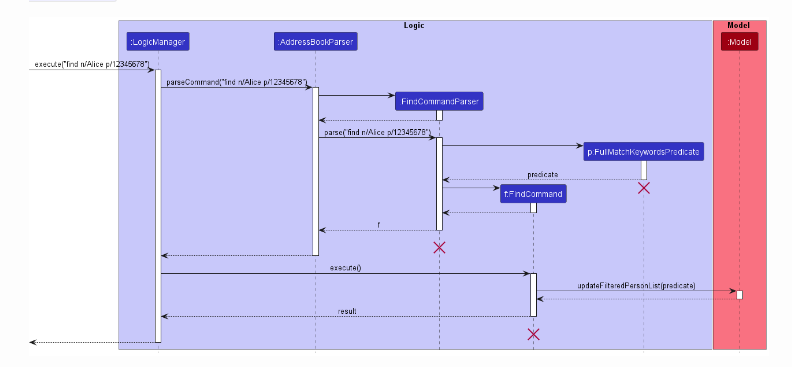 Logic
Model
:LogicManager
:AddressBookParser
:Model
execute("find n/Alice p/12345678")
parseCommand("find n/Alice p/12345678")
FindCommandParser
parse("find n/Alice p/12345678")
p:FullMatchKeywordsPredicate
predicate
f:FindCommand
f
execute()
updateFilteredPersonList(predicate)
result